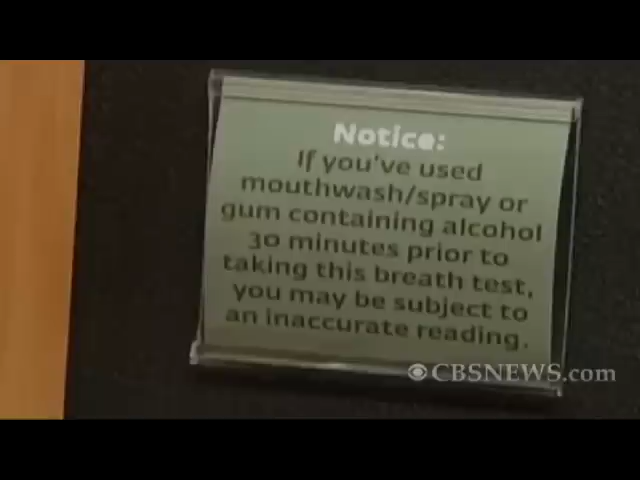 Notice:
If you've used
mouthwash/spray or
gum containing alcohol
30 minutes prior to
taking this breath test,
you may be subject to
an inaccurate reading.
CBSNEWS.com